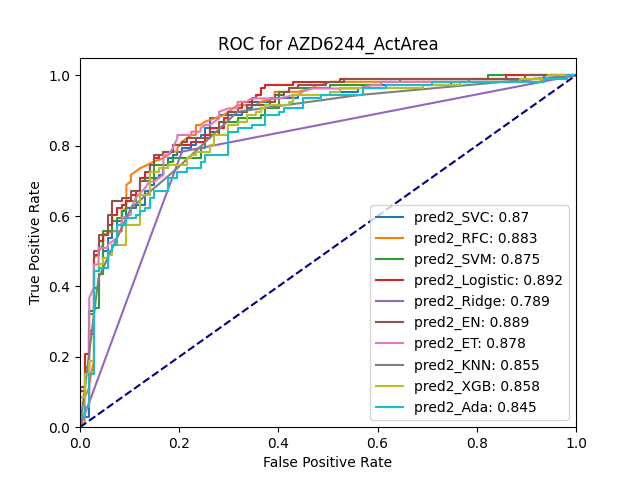 ROC for AZD6244_ActArea
True Positive Rate
1.0
0.8
0.6
0.4
0.2
0.0
pred2_SVC: 0.87
pred2_RFC: 0.883
pred2_SVM: 0.875
pred2_Logistic: 0.892
pred2_Ridge: 0.789
pred2_EN: 0.889
pred2_ET: 0.878
pred2_KNN: 0.855
pred2_XGB: 0.858
pred2_Ada: 0.845
0.0 0.2 0.4 0.6 0.8 1.0
False Positive Rate